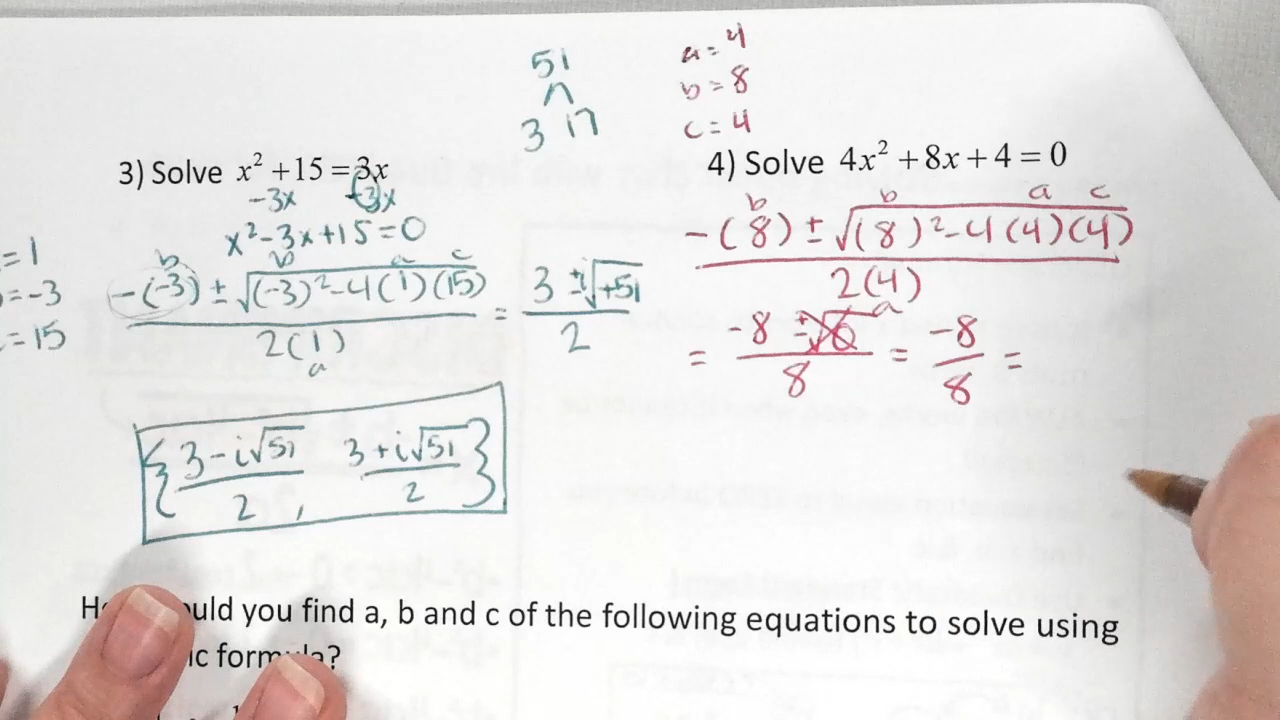 51
3 17
3) Solve x² + 15 = 3x
-3x -3x
x² - 3x + 15 = 0
= 1
= -3
= 15
b b a c
-(-3) ± √(-3)² - 4(1)(15) = 3 ± √+51
2(1) 2
a
{ 3 - i√51 , 3 + i√51 }
2 2
a = 4
b = 8
c = 4
4) Solve 4x² + 8x + 4 = 0
b b a c
-(8) ± √(8)² - 4(4)(4)
2(4)
a
= -8 ± √0 = -8 =
8 8
uld you find a, b and c of the following equations to solve using
ic formula?